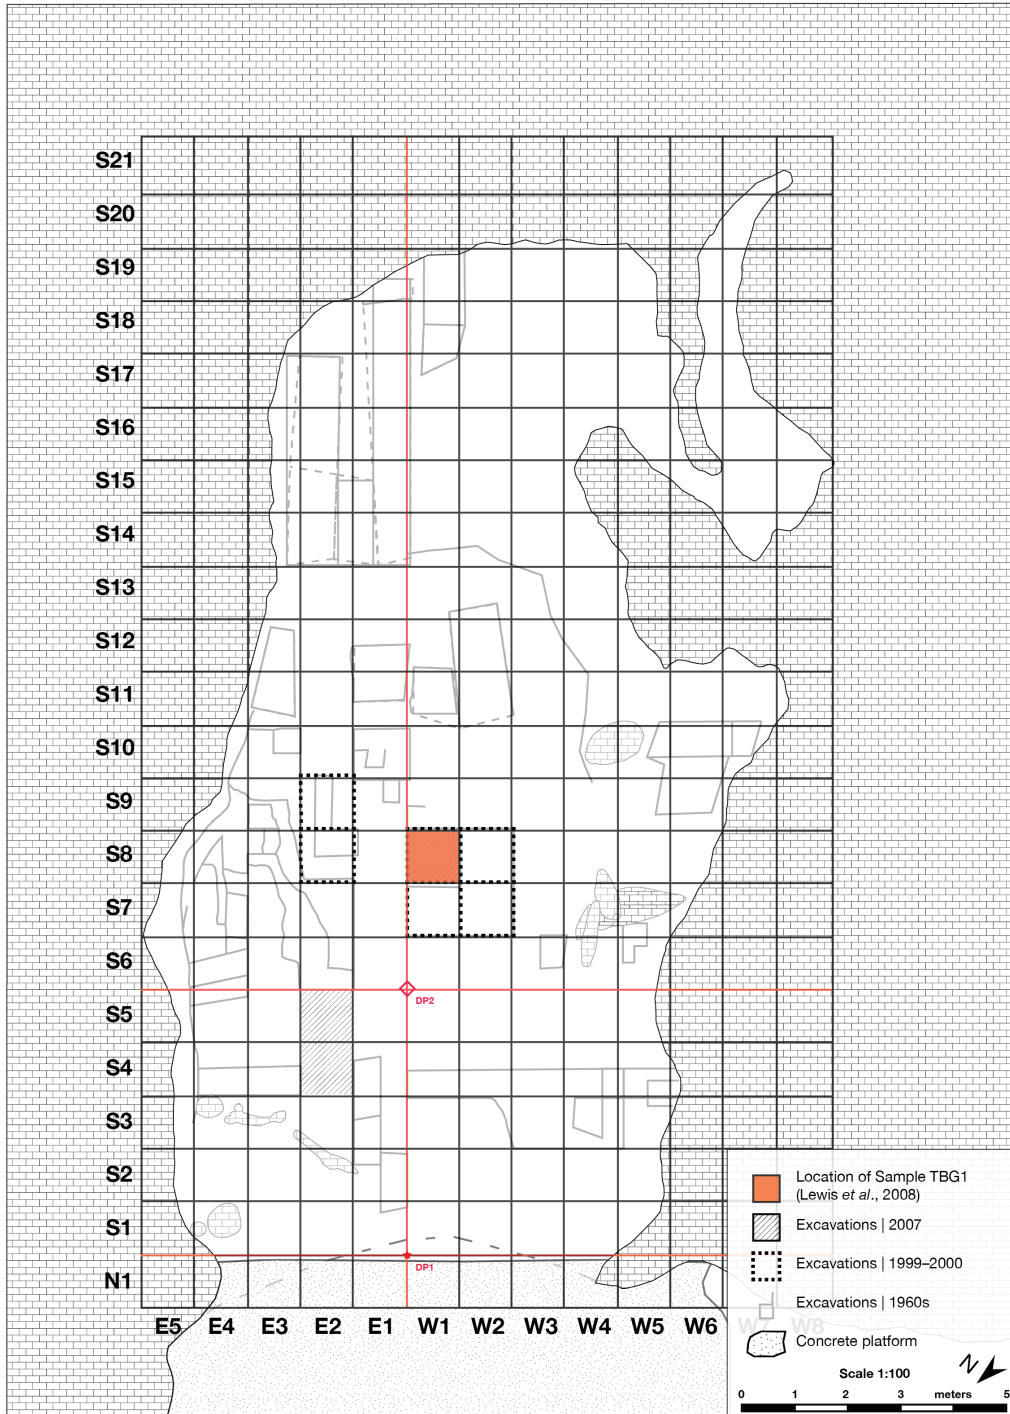 S21
S20
S19
S18
S17
S16
S15
S14
S13
S12
S11
S10
S9
S8
S7
S6
DP2
S5
S4
S3
S2
S1
DP1
N1
E5 E4 E3 E2 E1 W1 W2 W3 W4 W5 W6 W7 W8
Location of Sample TBG1
(Lewis et al., 2008)
Excavations | 2007
Excavations | 1999–2000
Excavations | 1960s
Concrete platform
N
Scale 1:100
0 1 2 3 meters 5